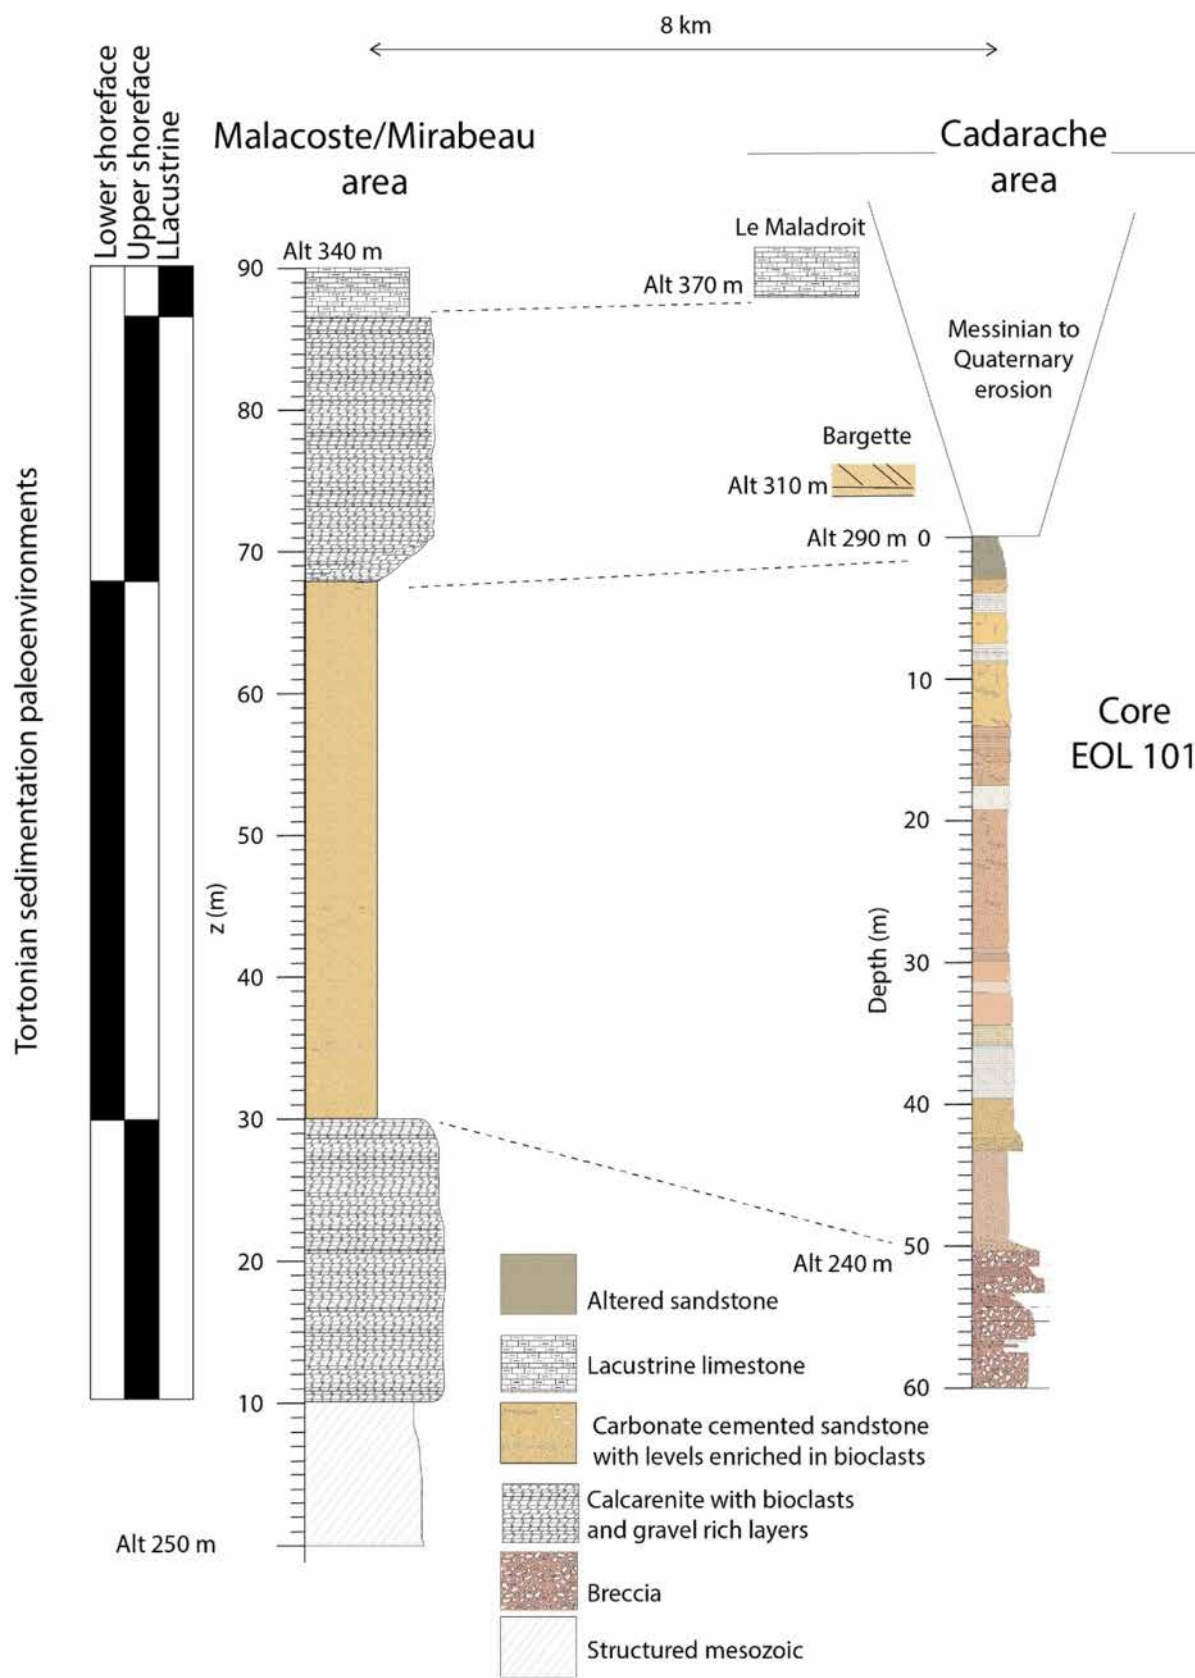 8 km
Lower shoreface
Upper shoreface
LLacustrine
Malacoste/Mirabeau
area
Cadarache
area
Le Maladroit
Alt 340 m
90
Alt 370 m
Messinian to
Quaternary
erosion
80
Bargette
Alt 310 m
Alt 290 m 0
70
60
10
Core
EOL 101
50
20
Tortonian sedimentation paleoenvironments
z (m)
Depth (m)
40
30
30
40
20
50
Alt 240 m
Altered sandstone
Lacustrine limestone
10
60
Carbonate cemented sandstone
with levels enriched in bioclasts
Calcarenite with bioclasts
and gravel rich layers
Alt 250 m
Breccia
Structured mesozoic